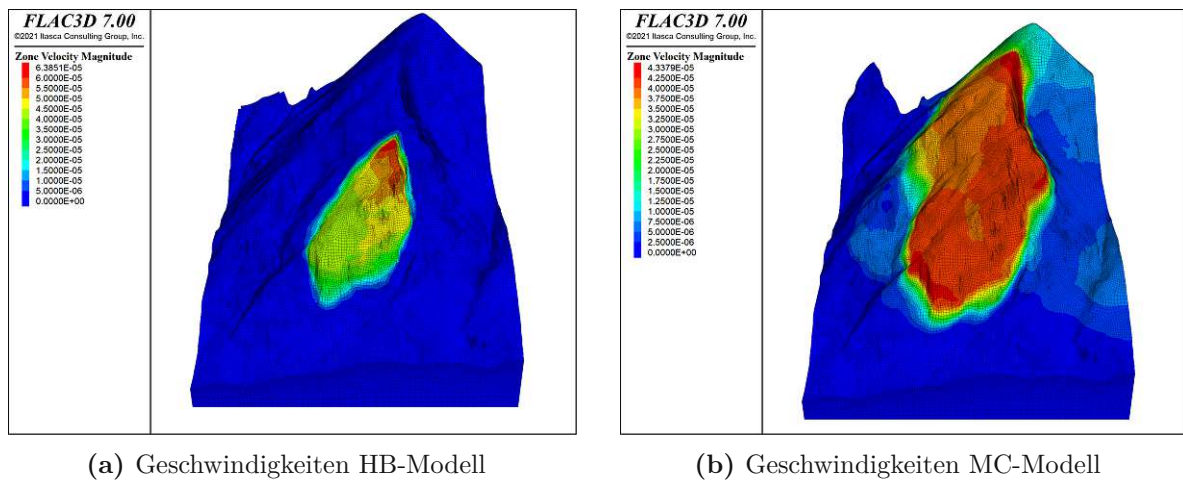 FLAC3D 7.00
©2021 Itasca Consulting Group, Inc.
Zone Velocity Magnitude
6.3851E-05
6.0000E-05
5.5000E-05
5.0000E-05
4.5000E-05
4.0000E-05
3.5000E-05
3.0000E-05
2.5000E-05
2.0000E-05
1.5000E-05
1.0000E-05
5.0000E-06
0.0000E+00
(a) Geschwindigkeiten HB-Modell
FLAC3D 7.00
©2021 Itasca Consulting Group, Inc.
Zone Velocity Magnitude
4.3379E-05
4.2500E-05
4.0000E-05
3.7500E-05
3.5000E-05
3.2500E-05
3.0000E-05
2.7500E-05
2.5000E-05
2.2500E-05
2.0000E-05
1.7500E-05
1.5000E-05
1.2500E-05
1.0000E-05
7.5000E-06
5.0000E-06
2.5000E-06
0.0000E+00
(b) Geschwindigkeiten MC-Modell